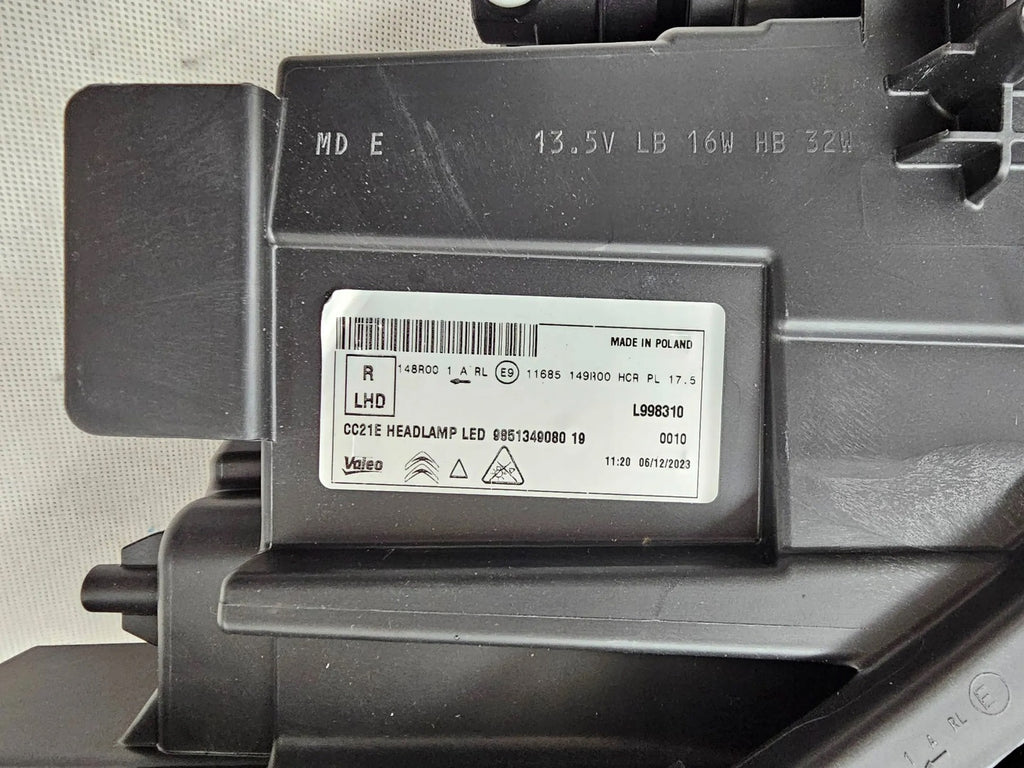 MD E 13.5V LB 16W HB 32W
MADE IN POLAND
R
LHD
148R00 1 A RL E9 11685 149R00 HCR PL 17.5
L998310
CC21E HEADLAMP LED 9851349080 19
0010
Valeo
11:20 06/12/2023
1 A RL E